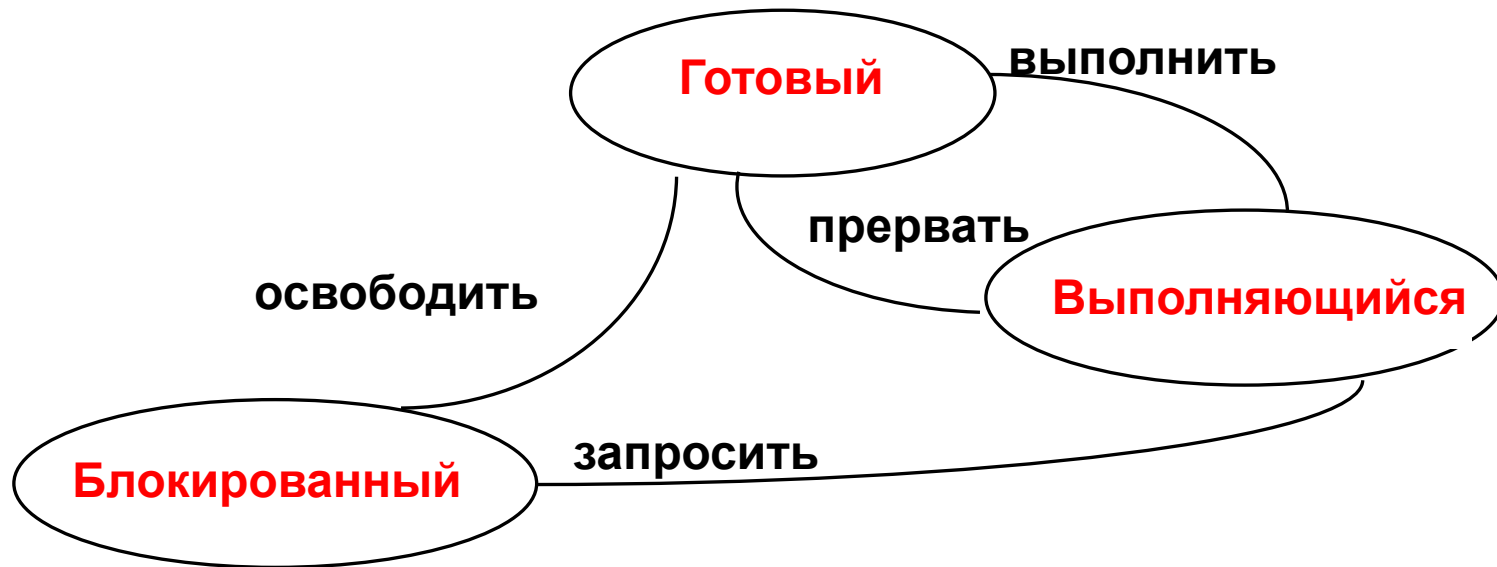 Готовый
выполнить
прервать
освободить
Выполняющийся
запросить
Блокированный